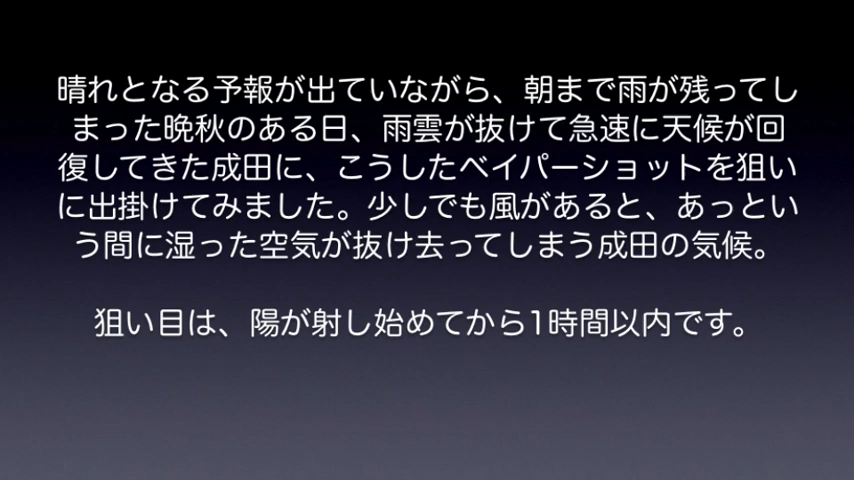 晴れとなる予報が出ていながら、朝まで雨が残ってし
まった晩秋のある日、雨雲が抜けて急速に天候が回
復してきた成田に、こうしたベイパーショットを狙い
に出掛けてみました。少しでも風があると、あっとい
う間に湿った空気が抜け去ってしまう成田の気候。
狙い目は、陽が射し始めてから1時間以内です。